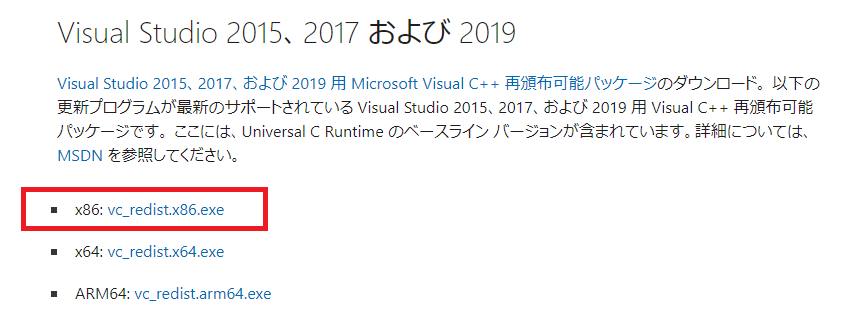 Visual Studio 2015、2017 および 2019
Visual Studio 2015、2017、および 2019 用 Microsoft Visual C++ 再頒布可能パッケージのダウンロード。以下の
更新プログラムが最新のサポートされている Visual Studio 2015、2017、および 2019 用 Visual C++ 再頒布可能
パッケージです。ここには、Universal C Runtime のベースライン バージョンが含まれています。詳細については、
MSDN を参照してください。
▪ x86: vc_redist.x86.exe
▪ x64: vc_redist.x64.exe
▪ ARM64: vc_redist.arm64.exe